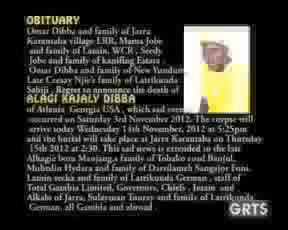 OBITUARY
Omar Dibba and family of Jarra
Karantaba village LRR, Mama Jobe
and family of Lamin, WCR, Seedy
Jobe and family of kanifing Estate.
Omar Dibba and family of New Yundum
Late Ceesay Njie's family of Latrikunda
Sabiji. Regret to announce the death of
ALAGI KAJALY DIBBA
of Atlanta Georgia USA, which sad event
occurred on Saturday 3rd November 2012. The corpse will
arrive today Wednesday 14th November, 2012 at 5:25pm
and the burial will take place at Jarra Karantaba on Thursday
15th 2012 at 2:30. This sad news is extended to the last
Alhagie bora Manjang, family of Tobako road Banjul,
Muhndin Hydara and family of Darsilameh Sangajor Foni.
Lamin and family of Latrikunda German, staff of
Total Gambia Limited, Governors, Chiefs, Imam and
Alkalo of Jarra, Sulayman Touray and family of Latrikunda
German, all Gambia and abroad.
GRTS